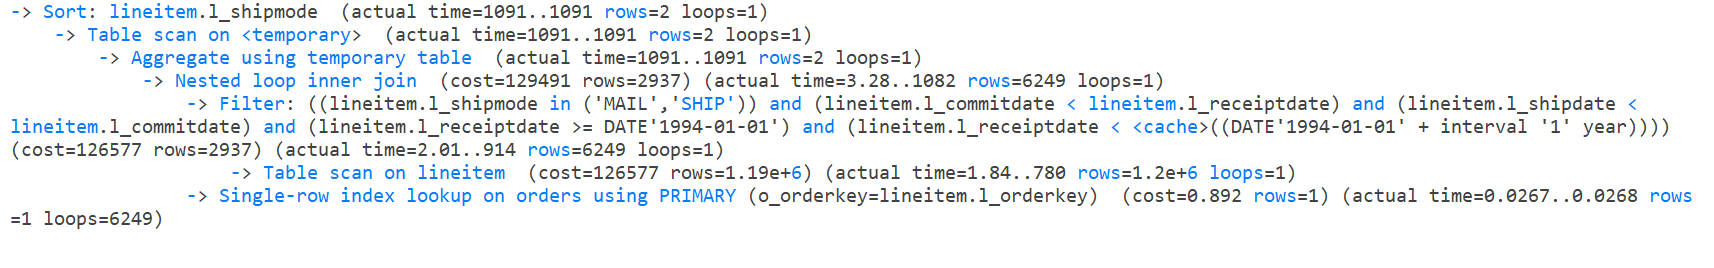 -> Sort: lineitem.l_shipmode  (actual time=1091..1091 rows=2 loops=1)
    -> Table scan on <temporary>  (actual time=1091..1091 rows=2 loops=1)
        -> Aggregate using temporary table  (actual time=1091..1091 rows=2 loops=1)
            -> Nested loop inner join  (cost=129491 rows=2937) (actual time=3.28..1082 rows=6249 loops=1)
                -> Filter: ((lineitem.l_shipmode in ('MAIL','SHIP')) and (lineitem.l_commitdate < lineitem.l_receiptdate) and (lineitem.l_shipdate <
lineitem.l_commitdate) and (lineitem.l_receiptdate >= DATE'1994-01-01') and (lineitem.l_receiptdate < <cache>((DATE'1994-01-01' + interval '1' year))))
(cost=126577 rows=2937) (actual time=2.01..914 rows=6249 loops=1)
                    -> Table scan on lineitem  (cost=126577 rows=1.19e+6) (actual time=1.84..780 rows=1.2e+6 loops=1)
                -> Single-row index lookup on orders using PRIMARY (o_orderkey=lineitem.l_orderkey)  (cost=0.892 rows=1) (actual time=0.0267..0.0268 rows
=1 loops=6249)